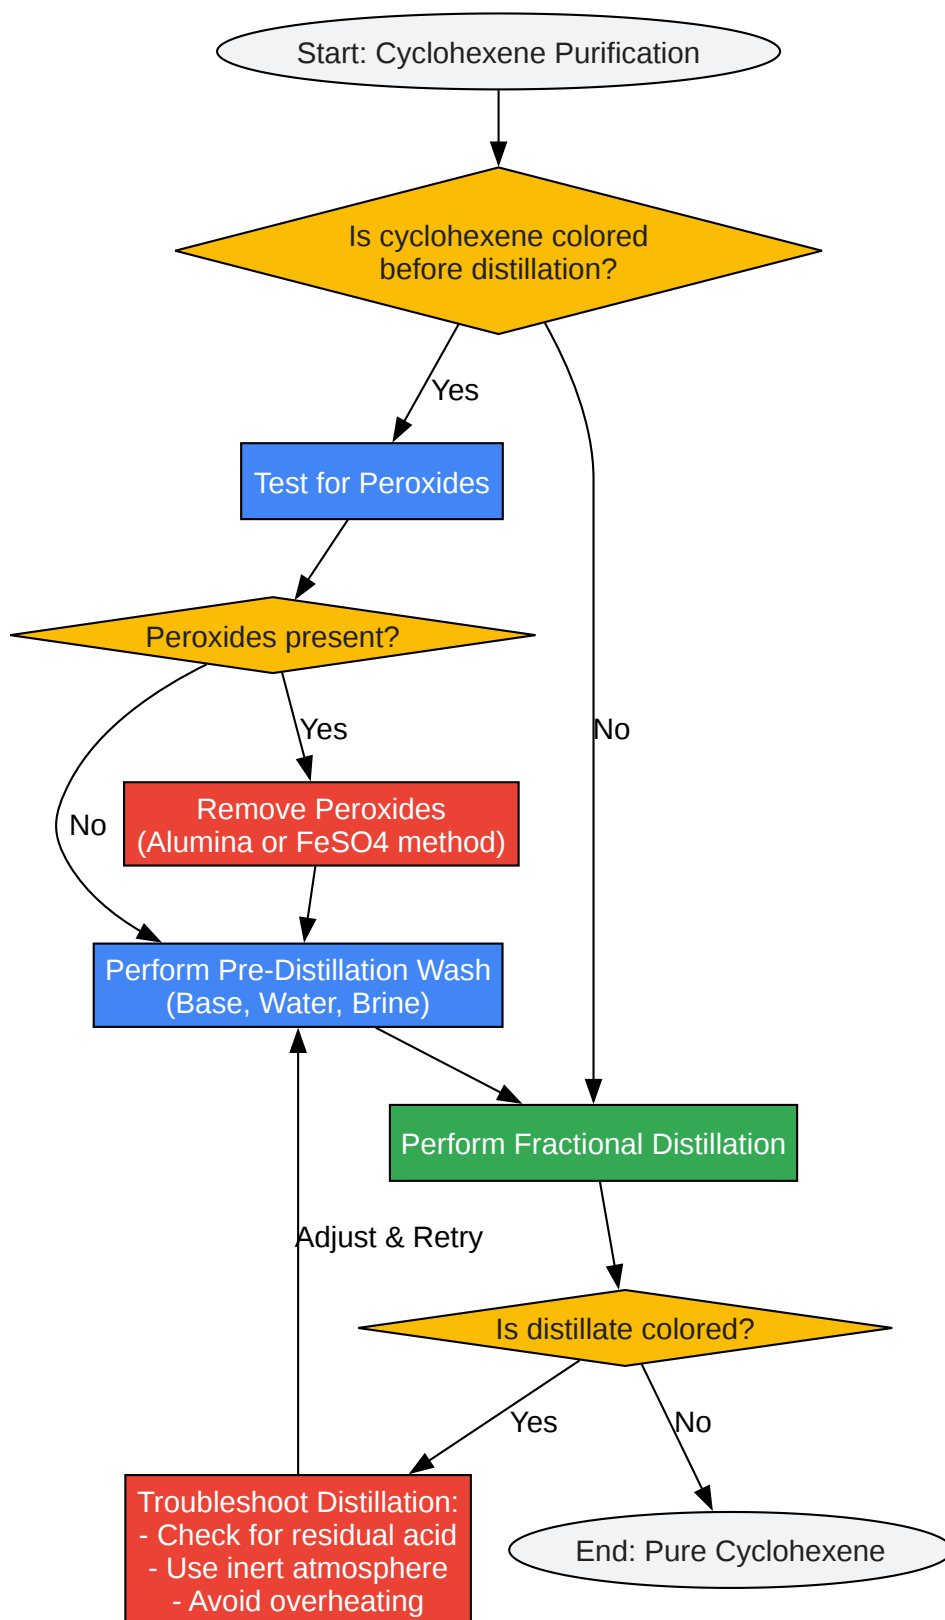 Start: Cyclohexene Purification
Is cyclohexene colored
before distillation?
Yes
Test for Peroxides
Peroxides present?
Yes
No
Remove Peroxides
(Alumina or FeSO4 method)
No
Perform Pre-Distillation Wash
(Base, Water, Brine)
Perform Fractional Distillation
Adjust & Retry
Is distillate colored?
Yes
No
Troubleshoot Distillation:
- Check for residual acid
- Use inert atmosphere
- Avoid overheating
End: Pure Cyclohexene